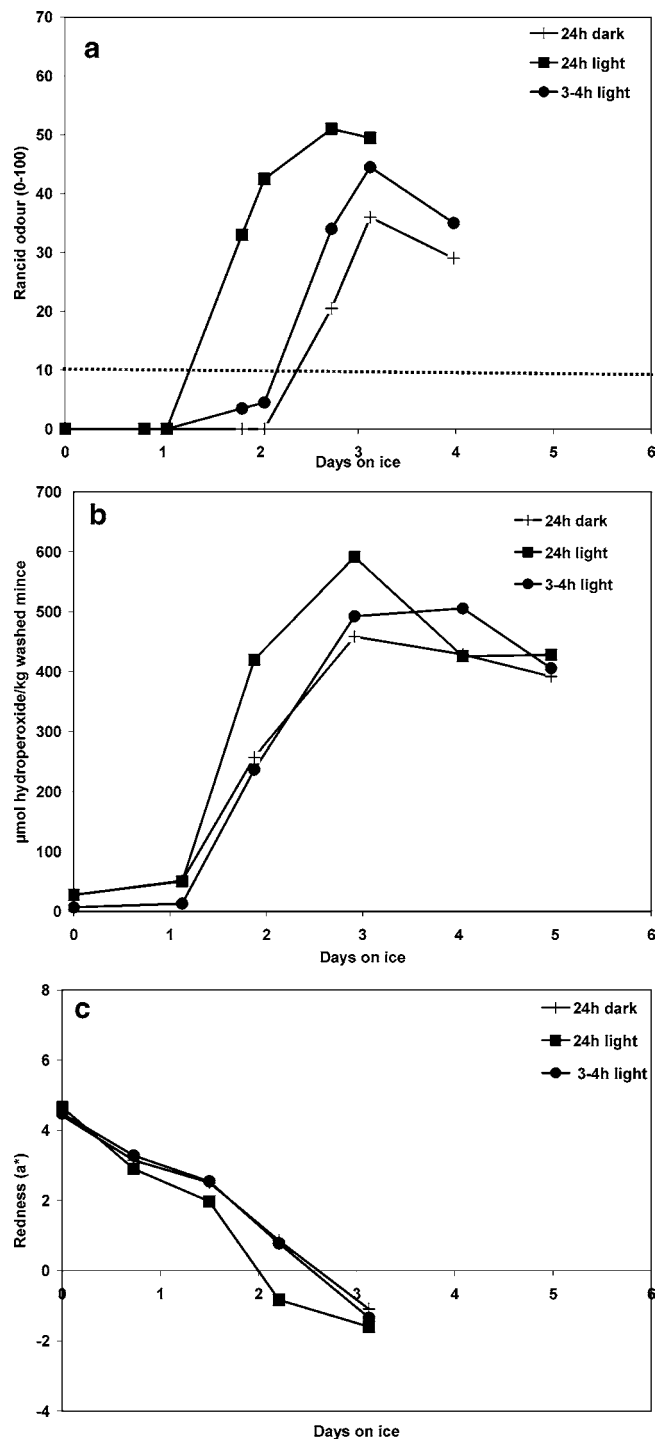 a
24h dark
24h light
3-4h light
Rancid odour (0-100)
80
70
60
50
40
30
20
10
0
0 1 2 3 4 5 6
Days on ice
b
24h dark
24h light
3-4h light
µmol hydroperoxide/kg washed mince
700
600
500
400
300
200
100
0
0 1 2 3 4 5 6
Days on ice
c
24h dark
24h light
3-4h light
Redness (a*)
8
6
4
2
0
-2
-4
0 1 2 3 4 5 6
Days on ice